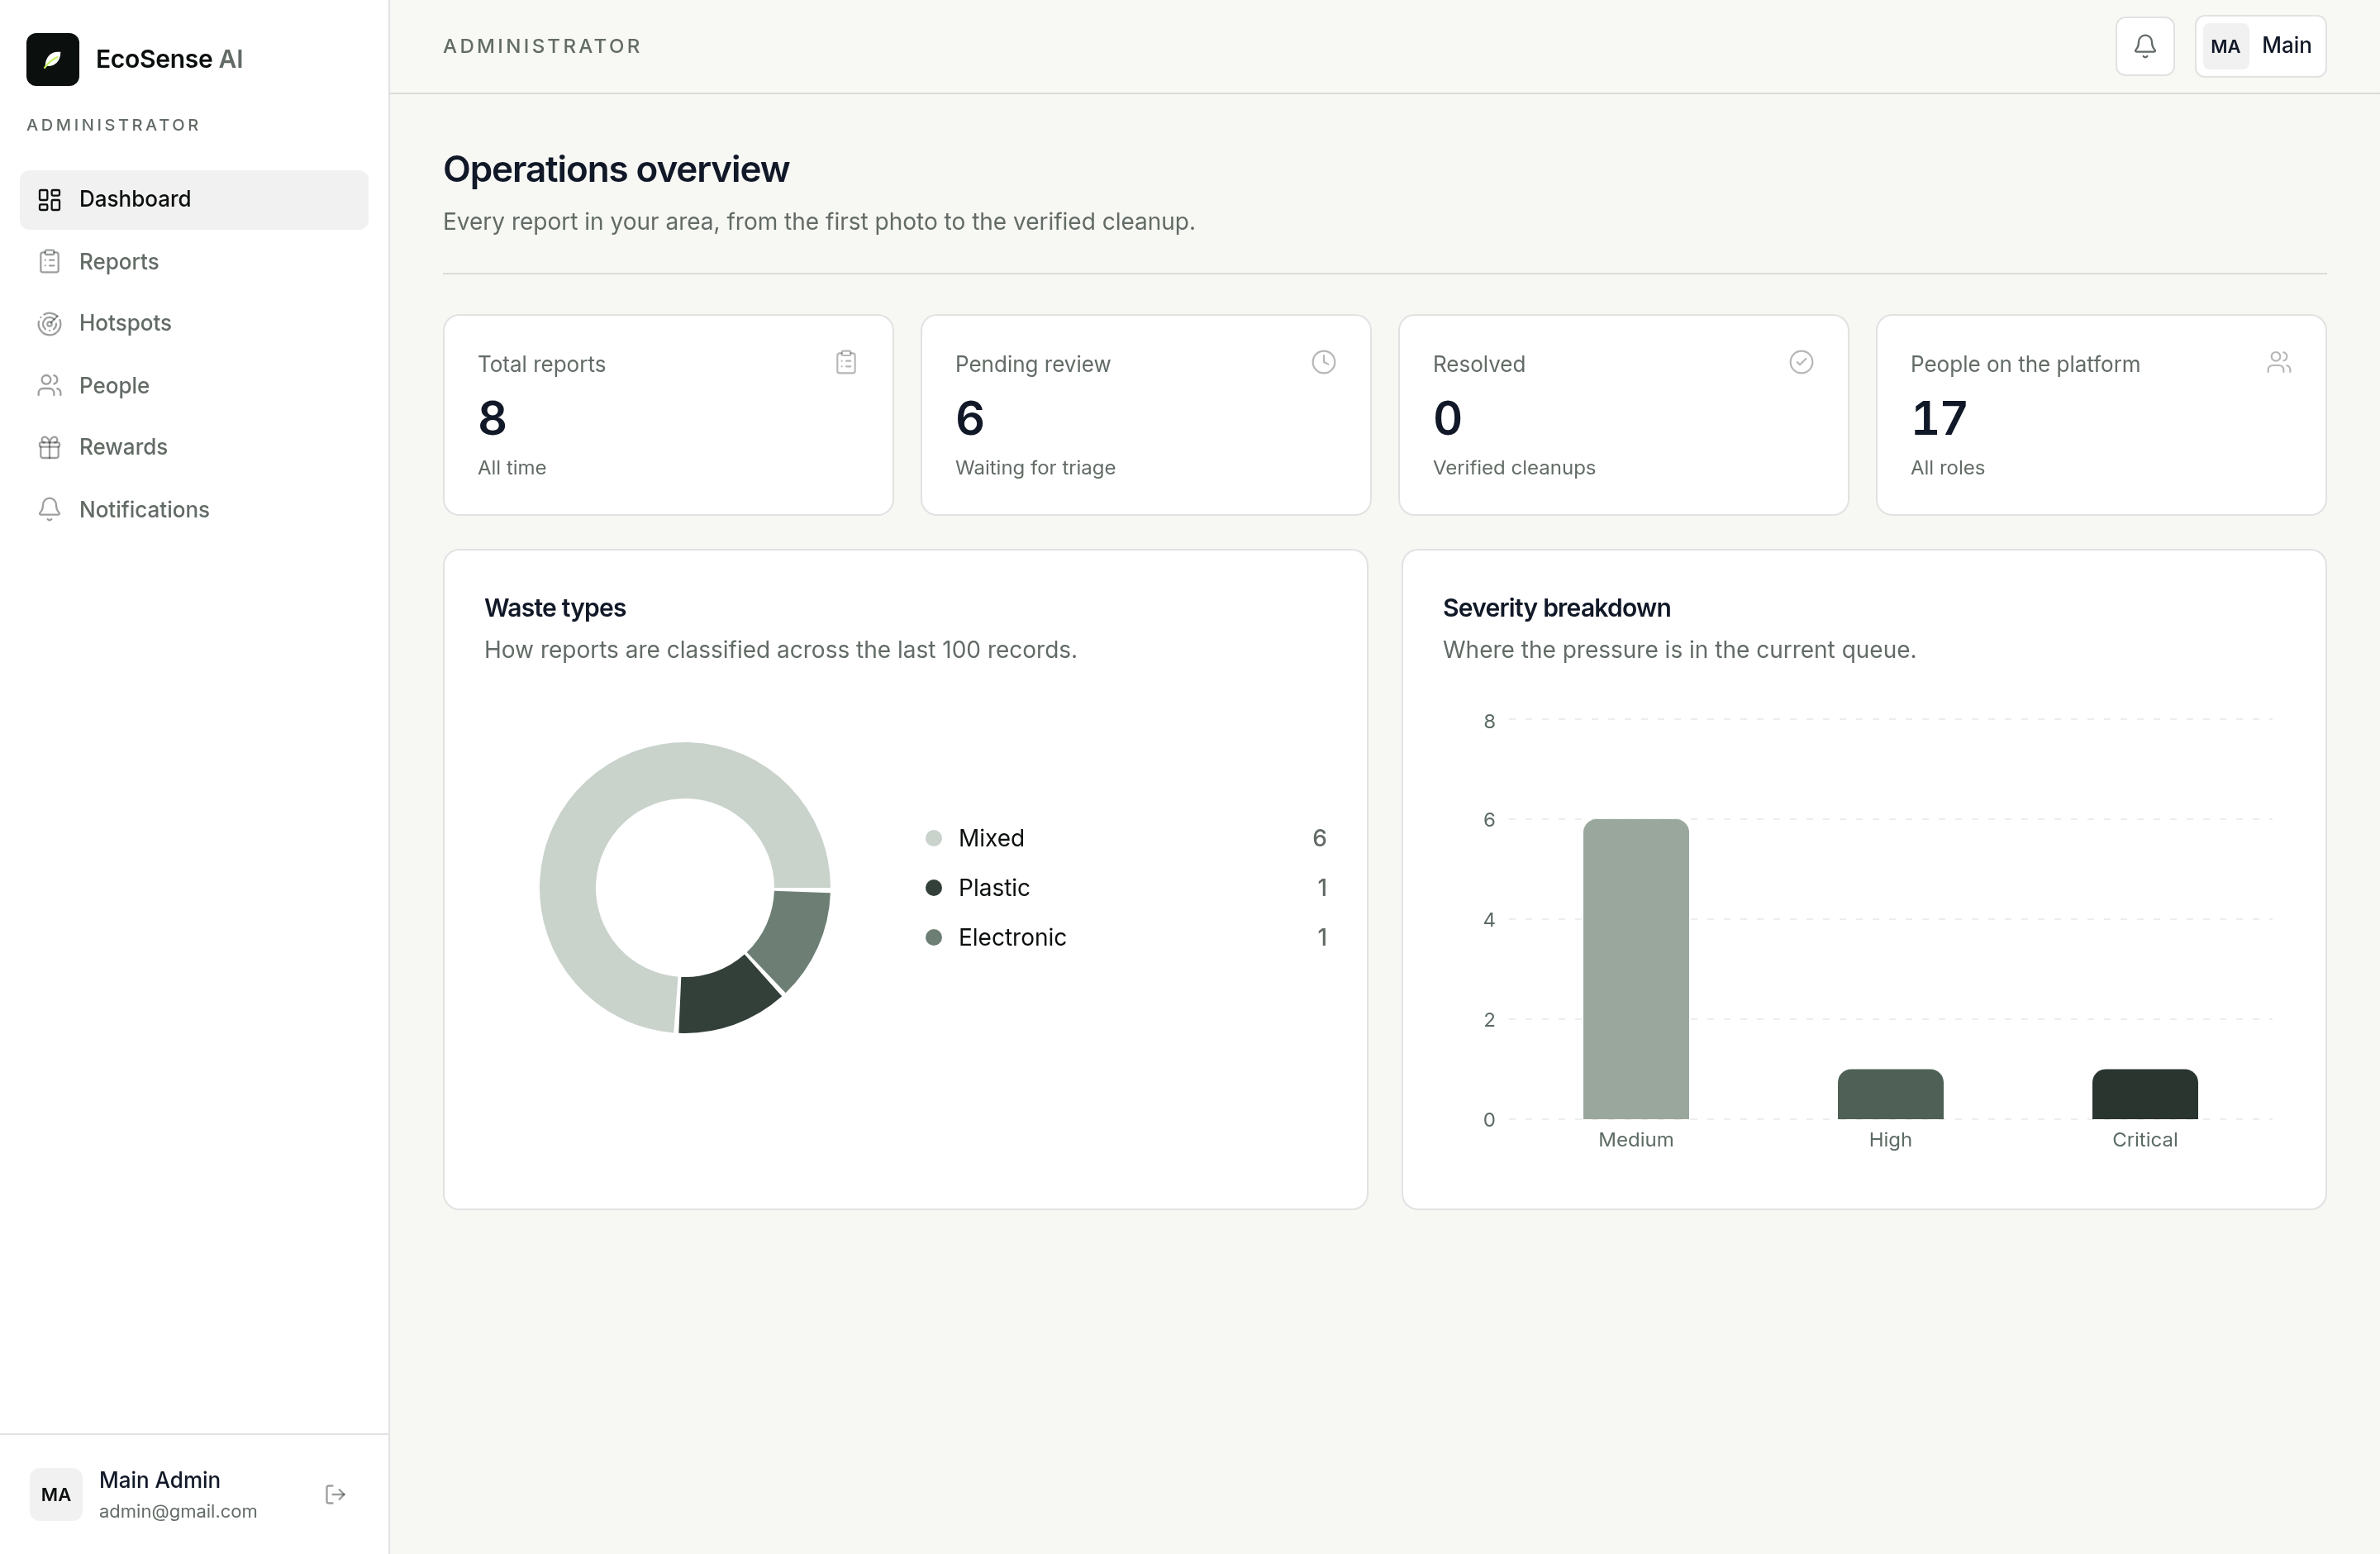 EcoSense AI
ADMINISTRATOR
Dashboard
Reports
Hotspots
People
Rewards
Notifications
MA
Main Admin
admin@gmail.com
ADMINISTRATOR
MA
Main
Operations overview
Every report in your area, from the first photo to the verified cleanup.
Total reports
8
All time
Pending review
6
Waiting for triage
Resolved
0
Verified cleanups
People on the platform
17
All roles
Waste types
How reports are classified across the last 100 records.
Mixed 6
Plastic 1
Electronic 1
Severity breakdown
Where the pressure is in the current queue.
8
6
4
2
0
Medium High Critical